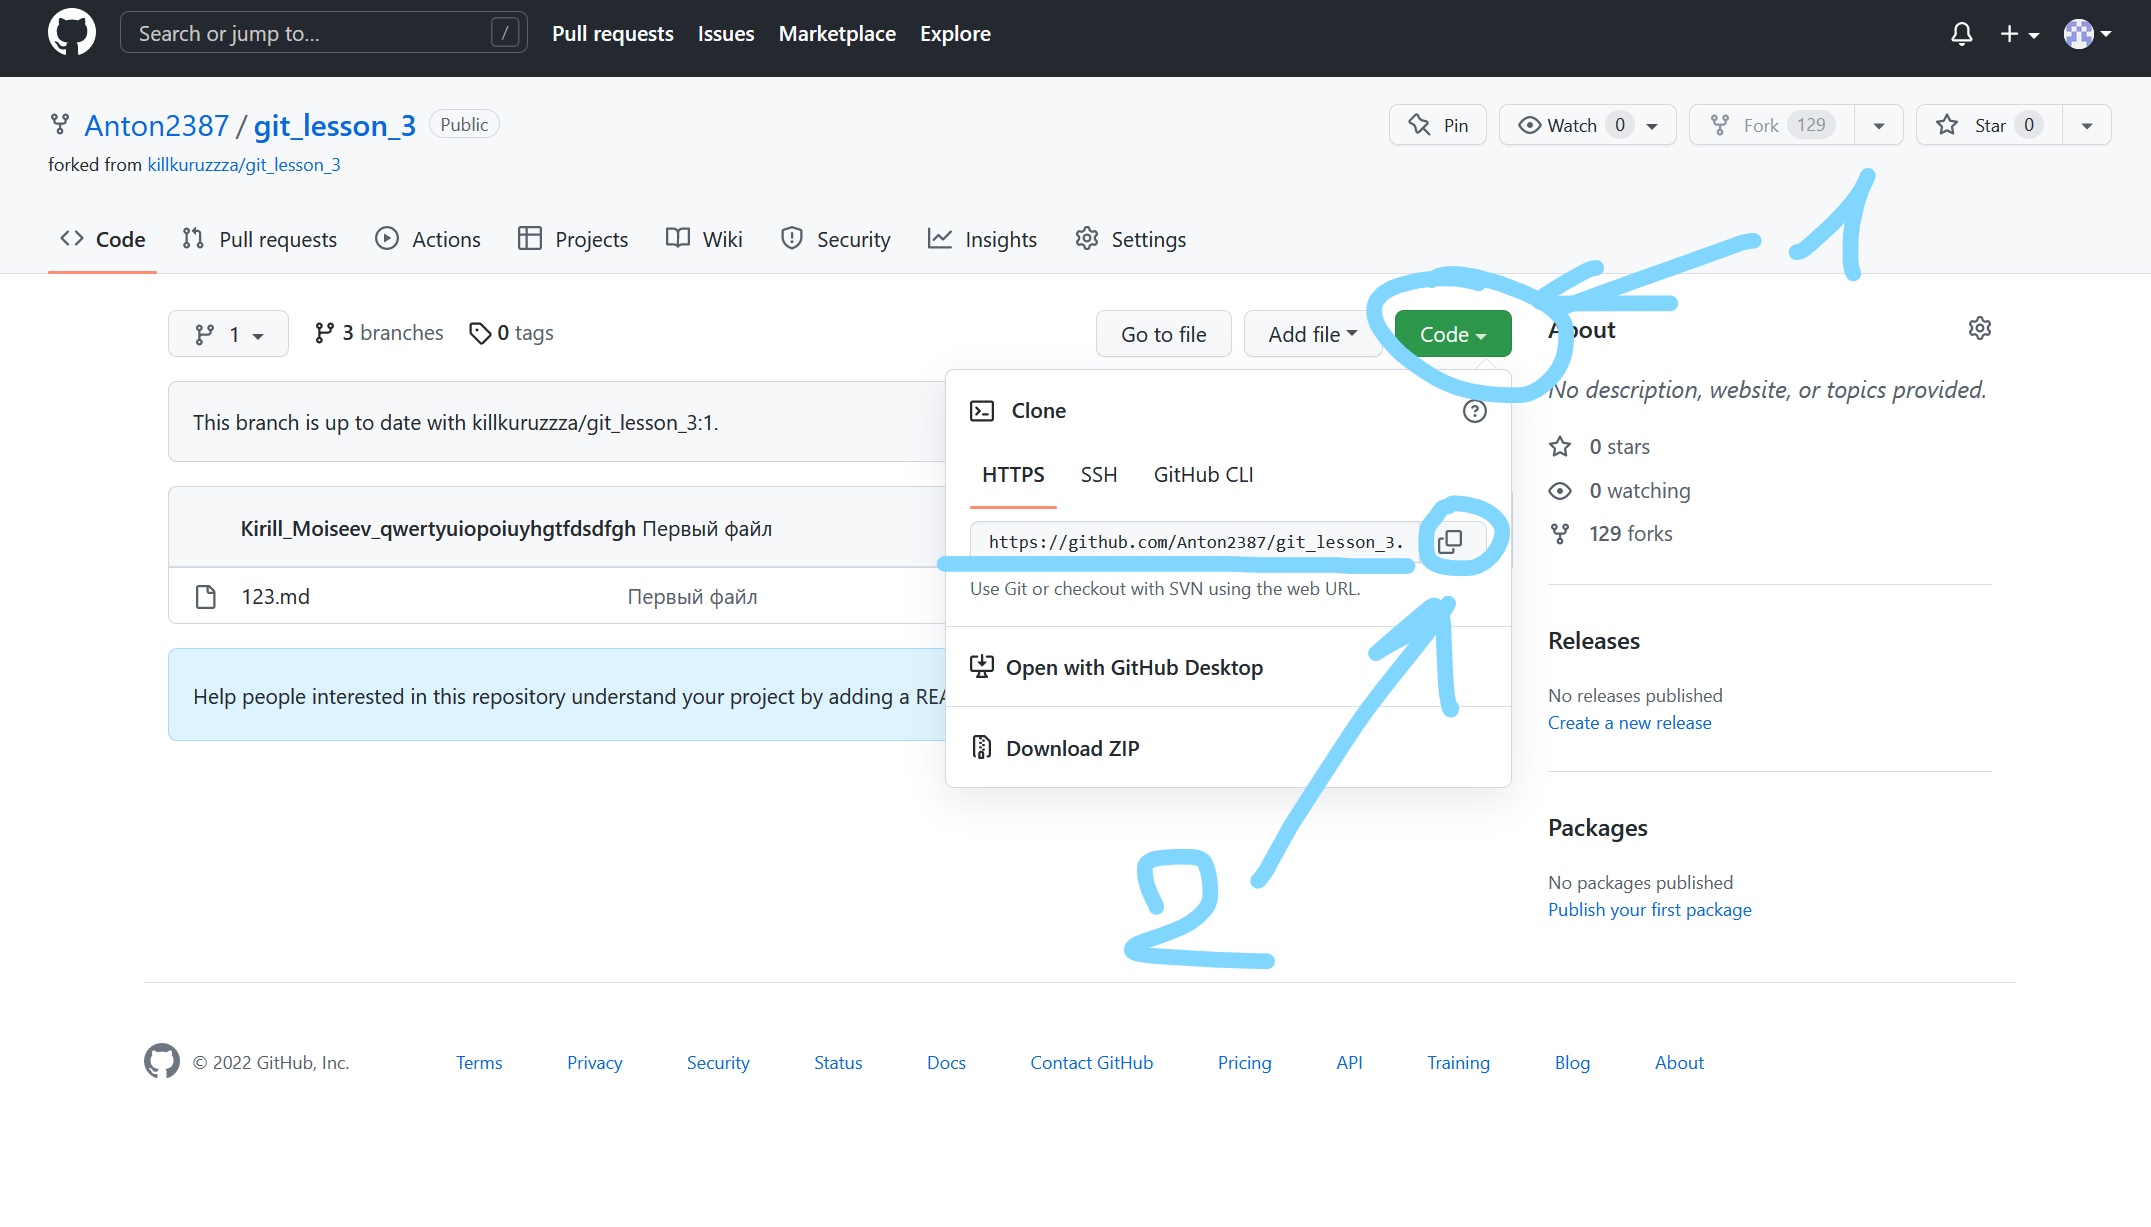 Search or jump to... /
Pull requests Issues Marketplace Explore
Anton2387 / git_lesson_3 Public
Pin Watch 0 Fork 129 Star 0
forked from killkuruzzza/git_lesson_3
1
Code Pull requests Actions Projects Wiki Security Insights Settings
1 3 branches 0 tags Go to file Add file Code
About
No description, website, or topics provided.
Clone
This branch is up to date with killkuruzzza/git_lesson_3:1.
0 stars
HTTPS SSH GitHub CLI
0 watching
Kirill_Moiseev_qwertyuiopoiuyhgtfdsdfgh Первый файл
https://github.com/Anton2387/git_lesson_3.
129 forks
123.md Первый файл
Use Git or checkout with SVN using the web URL.
Open with GitHub Desktop
Releases
Help people interested in this repository understand your project by adding a REA
No releases published
Create a new release
Download ZIP
Packages
2
No packages published
Publish your first package
© 2022 GitHub, Inc. Terms Privacy Security Status Docs Contact GitHub Pricing API Training Blog About